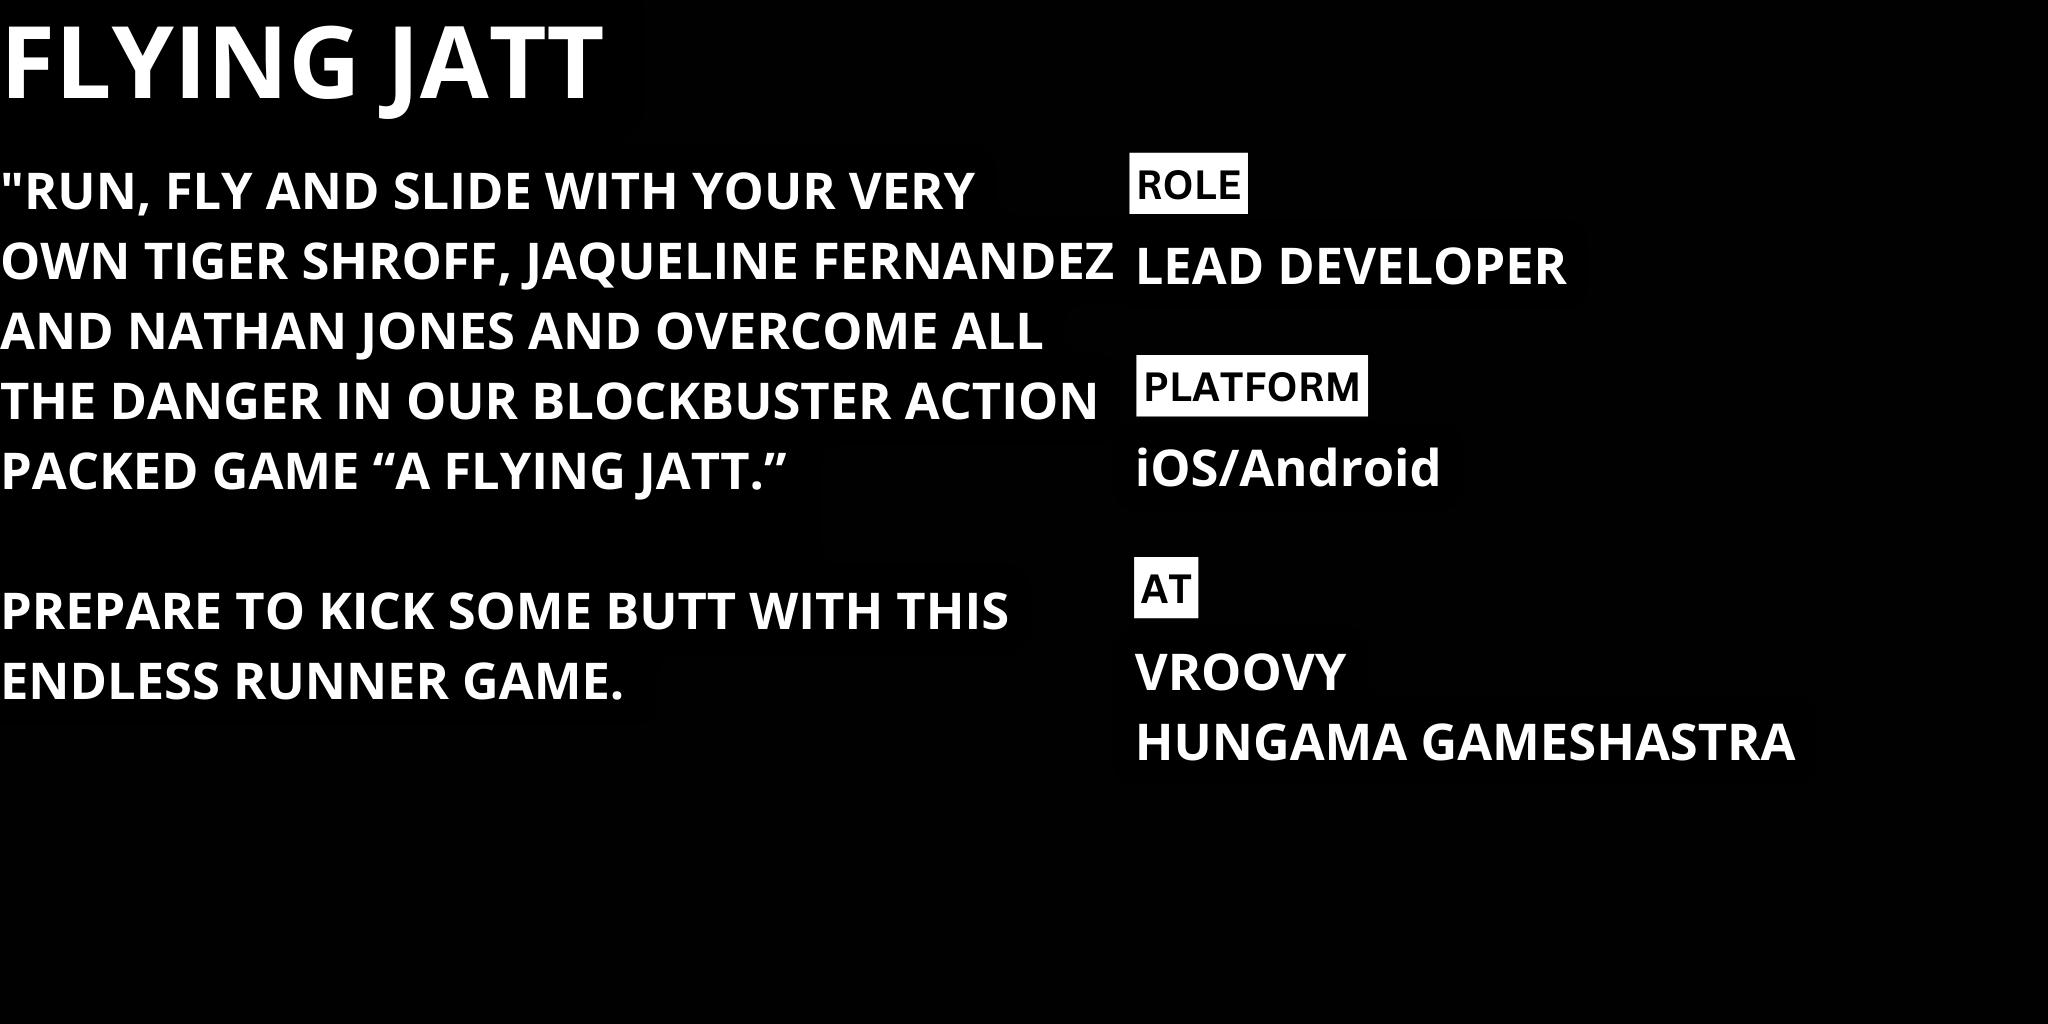 FLYING JATT
"RUN, FLY AND SLIDE WITH YOUR VERY
OWN TIGER SHROFF, JAQUELINE FERNANDEZ
AND NATHAN JONES AND OVERCOME ALL
THE DANGER IN OUR BLOCKBUSTER ACTION
PACKED GAME “A FLYING JATT.”
PREPARE TO KICK SOME BUTT WITH THIS
ENDLESS RUNNER GAME.
ROLE
LEAD DEVELOPER
PLATFORM
iOS/Android
AT
VROOVY
HUNGAMA GAMESHASTRA